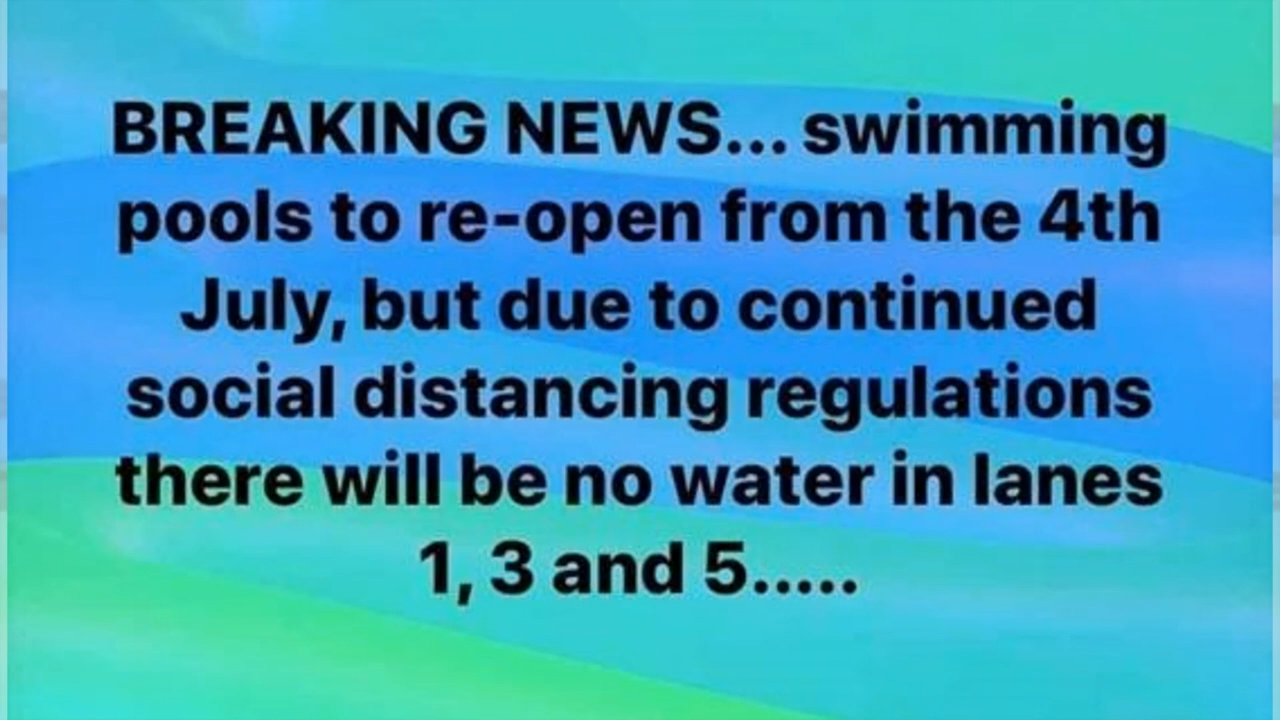 BREAKING NEWS... swimming
pools to re-open from the 4th
July, but due to continued
social distancing regulations
there will be no water in lanes
1, 3 and 5.....